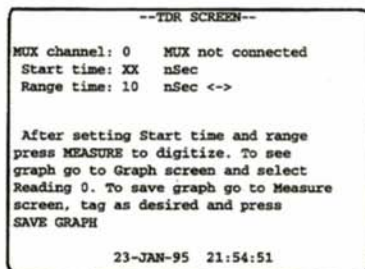 --TDR SCREEN--
MUX channel: 0 MUX not connected
Start time: XX nSec
Range time: 10 nSec <->
After setting Start time and range
press MEASURE to digitize. To see
graph go to Graph screen and select
Reading 0. To save graph go to Measure
screen, tag as desired and press
SAVE GRAPH
23-JAN-95 21:54:51